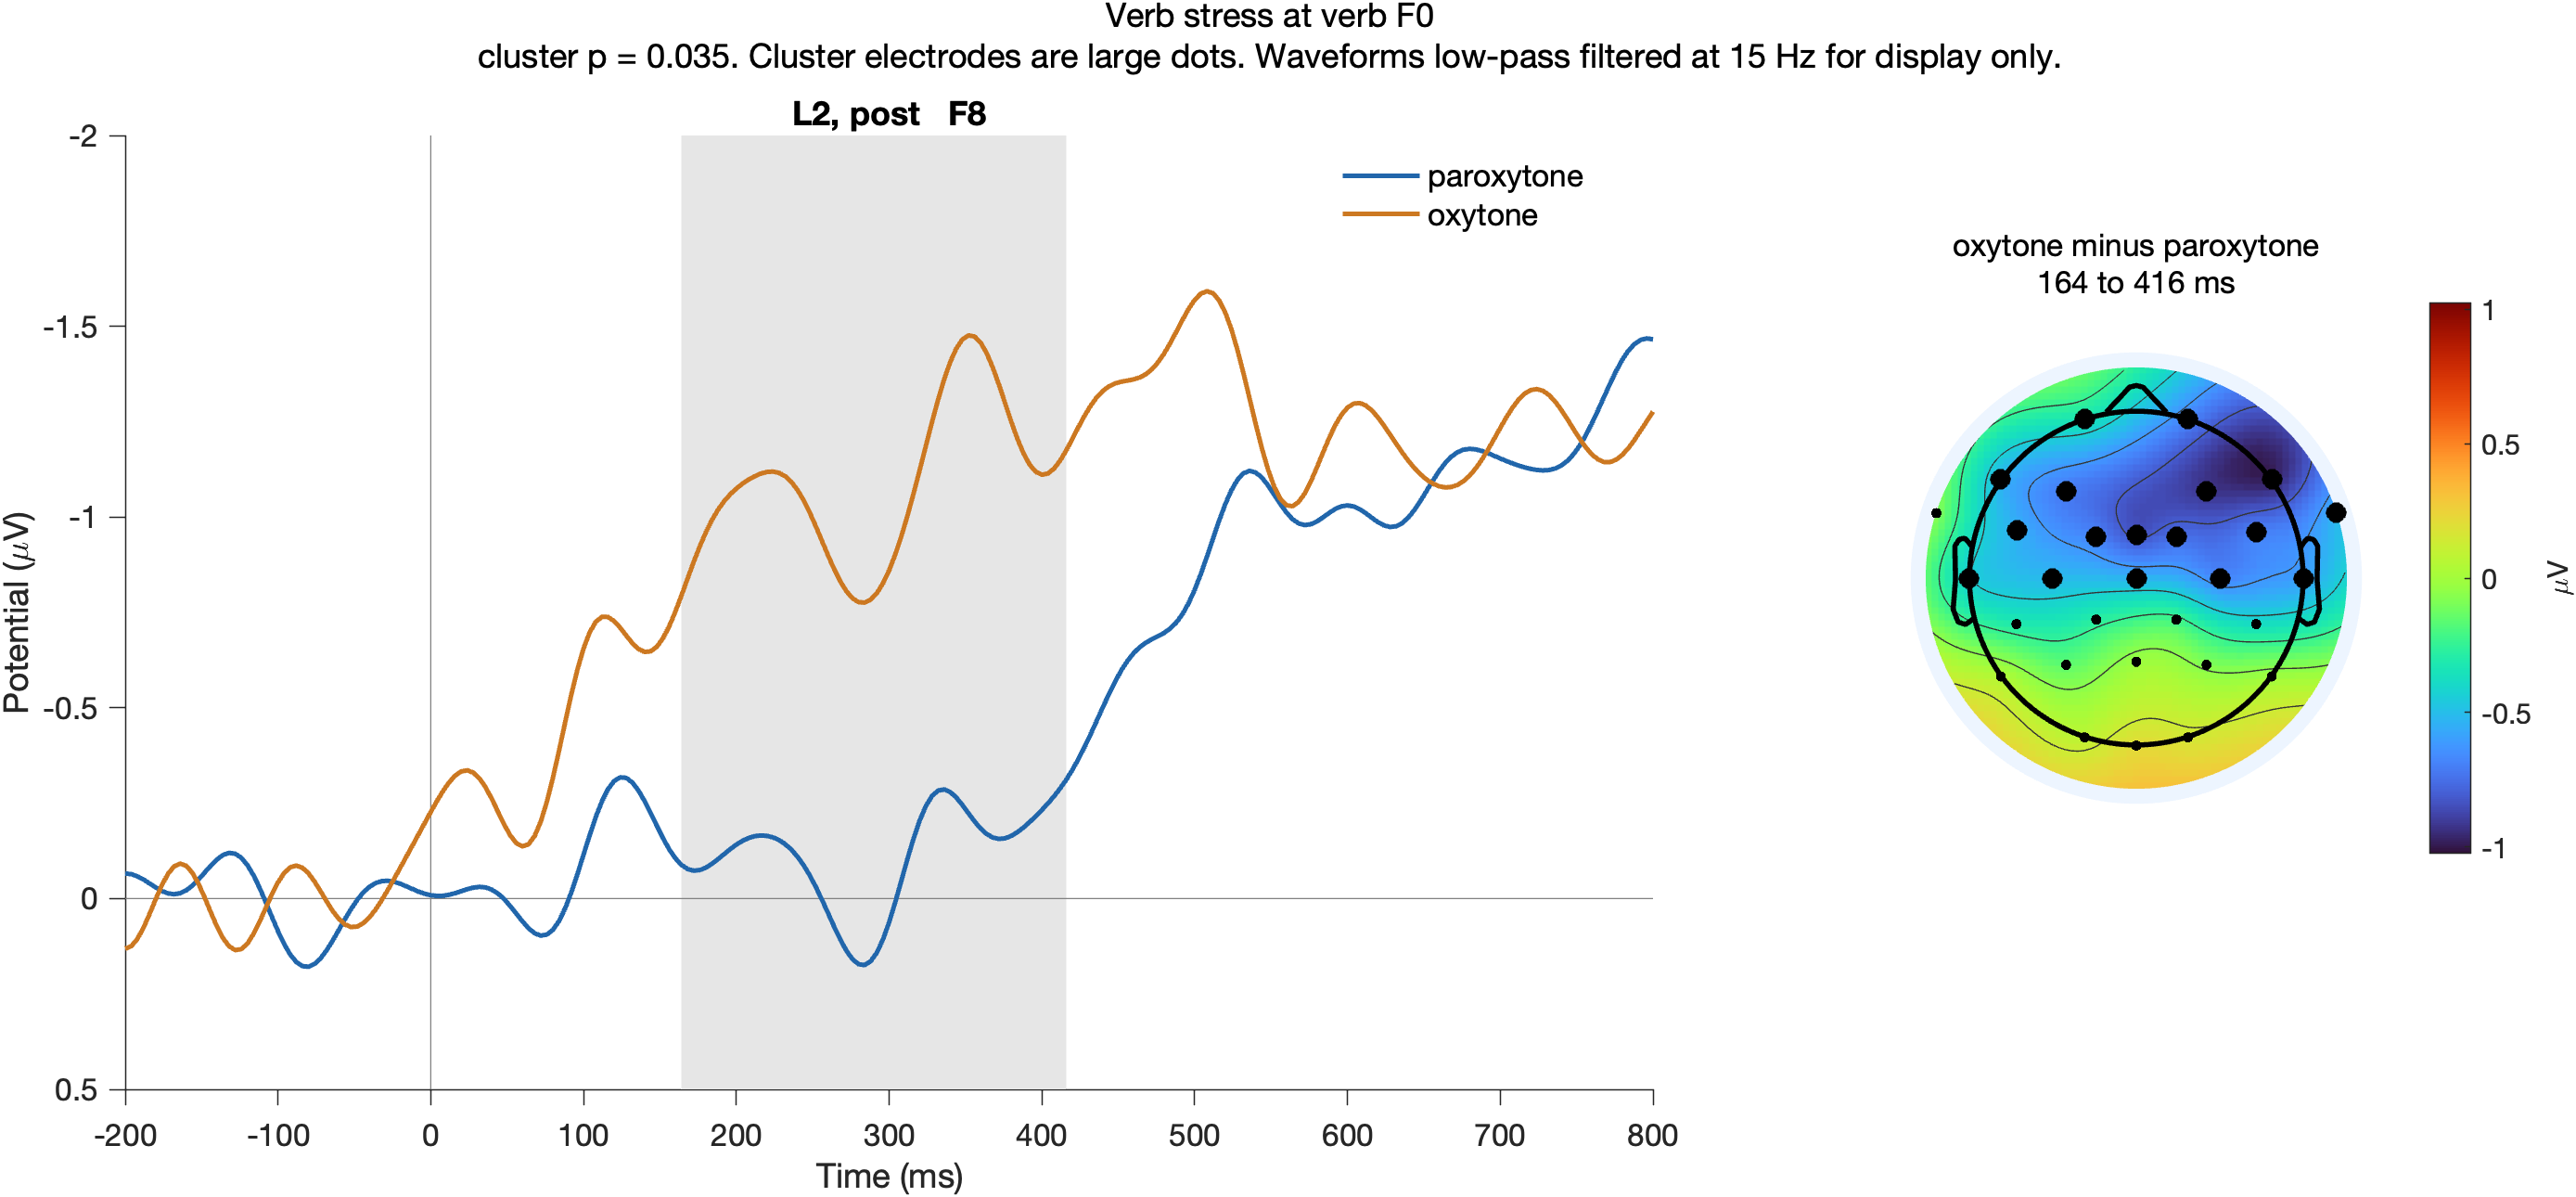 Verb stress at verb F0
cluster p = 0.035. Cluster electrodes are large dots. Waveforms low-pass filtered at 15 Hz for display only.
L2, post F8
-2
-1.5
-1
-0.5
0
0.5
Potential (μV)
-200 -100 0 100 200 300 400 500 600 700 800
Time (ms)
paroxytone
oxytone
oxytone minus paroxytone
164 to 416 ms
1
0.5
0
-0.5
-1
μV